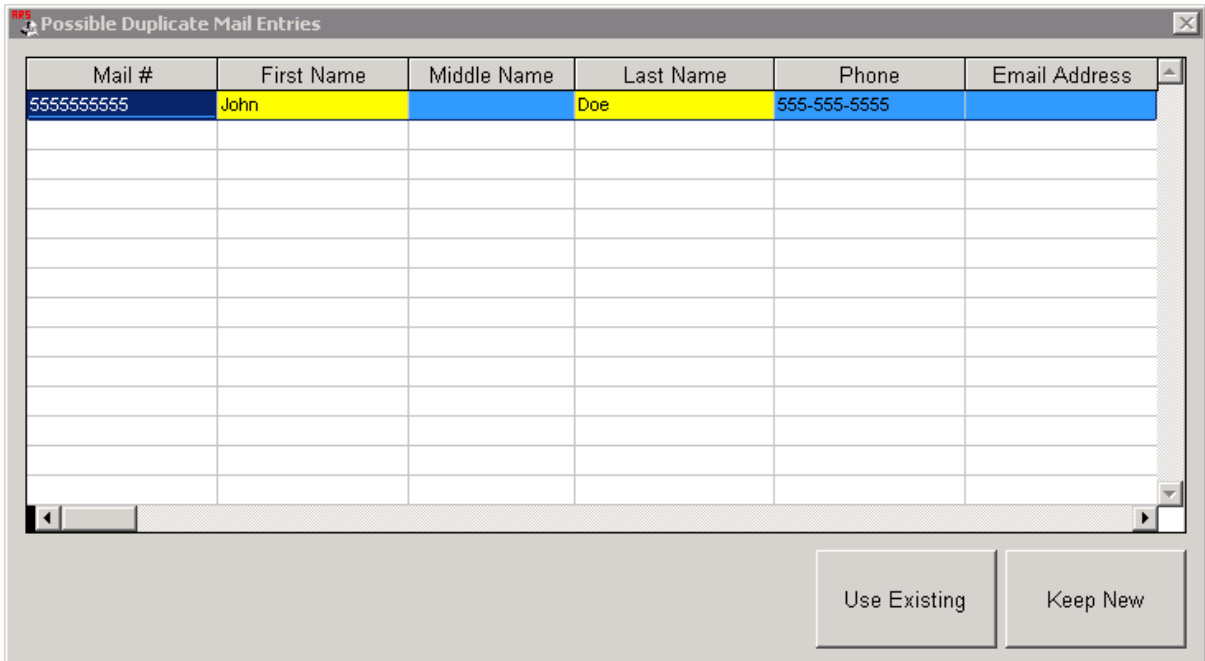 ARS
Possible Duplicate Mail Entries
Mail # First Name Middle Name Last Name Phone Email Address
5555555555 John Doe 555-555-5555
Use Existing Keep New